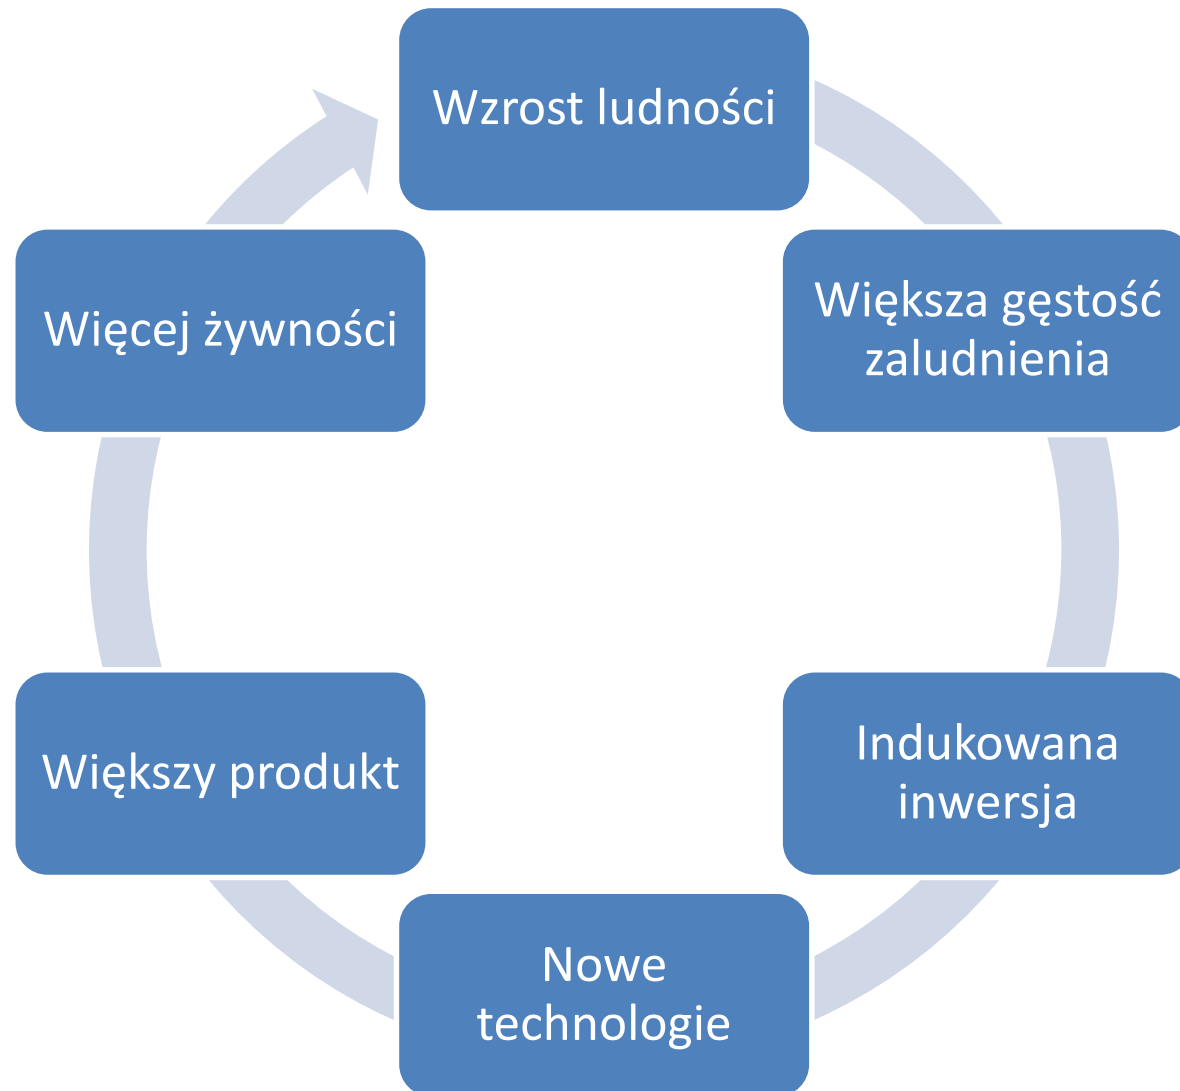 Wzrost ludności
Większa gęstość
zaludnienia
Indukowana
inwersja
Nowe
technologie
Większy produkt
Więcej żywności